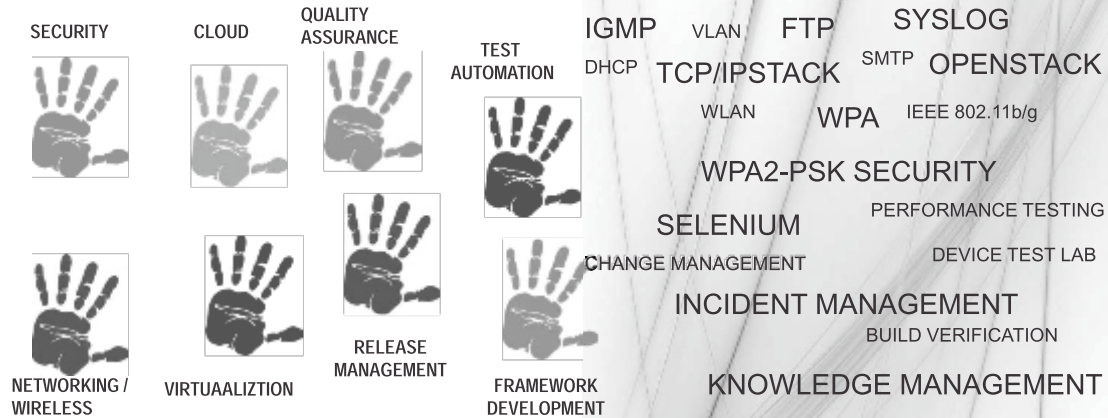 SECURITY
CLOUD
QUALITY
ASSURANCE
TEST
AUTOMATION
NETWORKING /
WIRELESS
VIRTUAALIZTION
RELEASE
MANAGEMENT
FRAMEWORK
DEVELOPMENT
IGMP VLAN FTP SYSLOG
DHCP TCP/IPSTACK SMTP OPENSTACK
WLAN WPA IEEE 802.11b/g
WPA2-PSK SECURITY
PERFORMANCE TESTING
SELENIUM
DEVICE TEST LAB
CHANGE MANAGEMENT
INCIDENT MANAGEMENT
BUILD VERIFICATION
KNOWLEDGE MANAGEMENT